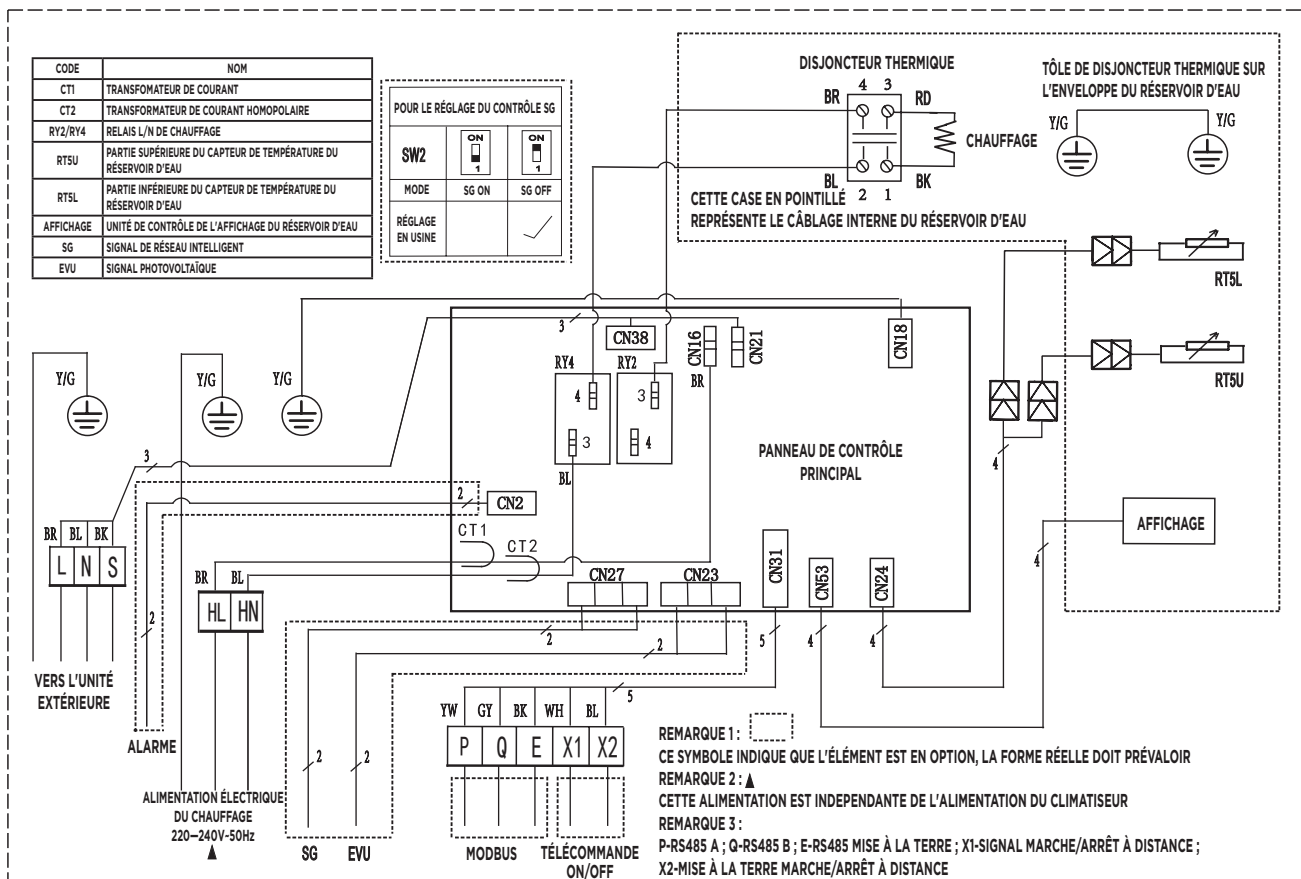 CODE NOM
CT1 TRANSFOMATEUR DE COURANT
CT2 TRANSFORMATEUR DE COURANT HOMOPOLAIRE
RY2/RY4 RELAIS L/N DE CHAUFFAGE
RT5U PARTIE SUPÉRIEURE DU CAPTEUR DE TEMPÉRATURE DU
RÉSERVOIR D'EAU
RT5L PARTIE INFÉRIEURE DU CAPTEUR DE TEMPÉRATURE DU
RÉSERVOIR D'EAU
AFFICHAGE UNITÉ DE CONTRÔLE DE L'AFFICHAGE DU RÉSERVOIR D'EAU
SG SIGNAL DE RÉSEAU INTELLIGENT
EVU SIGNAL PHOTOVOLTAÏQUE
POUR LE RÉGLAGE DU CONTRÔLE SG
SW2 ON 1 ON 1
MODE SG ON SG OFF
RÉGLAGE
EN USINE
DISJONCTEUR THERMIQUE
4 3
BR RD
CHAUFFAGE
BL BK
2 1
CETTE CASE EN POINTILLÉ
REPRÉSENTE LE CÂBLAGE INTERNE DU RÉSERVOIR D'EAU
TÔLE DE DISJONCTEUR THERMIQUE SUR
L'ENVELOPPE DU RÉSERVOIR D'EAU
Y/G Y/G
RT5L
RT5U
4
AFFICHAGE
4
Y/G Y/G Y/G
3
CN38 CN16 CN21 CN18
RY4 RY2 BR
4 3
3 4
BL
PANNEAU DE CONTRÔLE
PRINCIPAL
3
2 CN2
CT1
CT2
CN27 CN23 CN31 CN53 CN24
BR BL BK
L N S
BR BL
HL HN
2
2
2
5 4 4
VERS L'UNITÉ
EXTÉRIEURE
ALARME
ALIMENTATION ÉLECTRIQUE
DU CHAUFFAGE
220–240V-50Hz
▲
2 2
SG EVU
5
YW GY BK WH BL
P Q E X1 X2
MODBUS
TÉLÉCOMMANDE
ON/OFF
REMARQUE 1 :
CE SYMBOLE INDIQUE QUE L'ÉLÉMENT EST EN OPTION, LA FORME RÉELLE DOIT PRÉVALOIR
REMARQUE 2 : ▲
CETTE ALIMENTATION EST INDEPENDANTE DE L'ALIMENTATION DU CLIMATISEUR
REMARQUE 3 :
P-RS485 A ; Q-RS485 B ; E-RS485 MISE À LA TERRE ; X1-SIGNAL MARCHE/ARRÊT À DISTANCE ;
X2-MISE À LA TERRE MARCHE/ARRÊT À DISTANCE